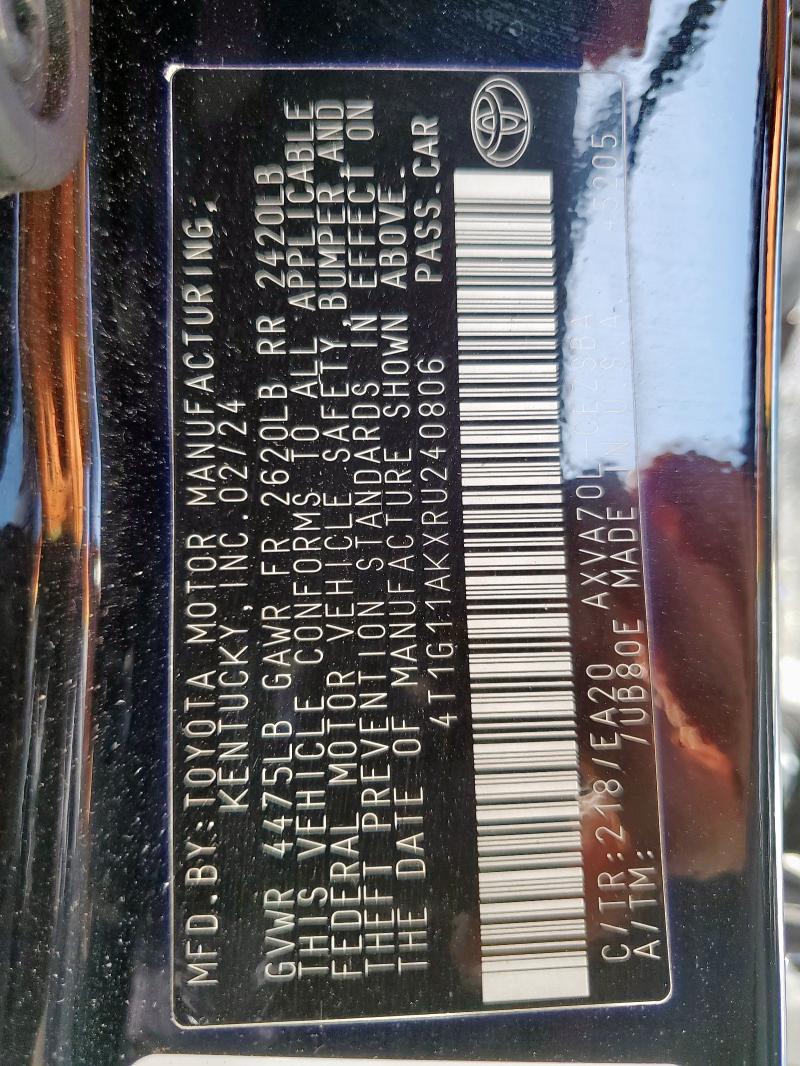 MFD.BY:TOYOTA MOTOR MANUFACTURING,
KENTUCKY, INC.02/24
GVWR 4475LB GAWR FR 2620LB RR 2420LB
THIS VEHICLE CONFORMS TO ALL APPLICABLE
FEDERAL MOTOR VEHICLE SAFETY,BUMPER AND
THEFT PREVENTION STANDARDS IN EFFECT ON
THE DATE OF MANUFACTURE SHOWN ABOVE.
4T1G11AKXRU240806 PASS.CAR
C/TR:218/EA20 AXVA70L-CEZSBA
A/TM: /UB80E MADE IN U.S.A.